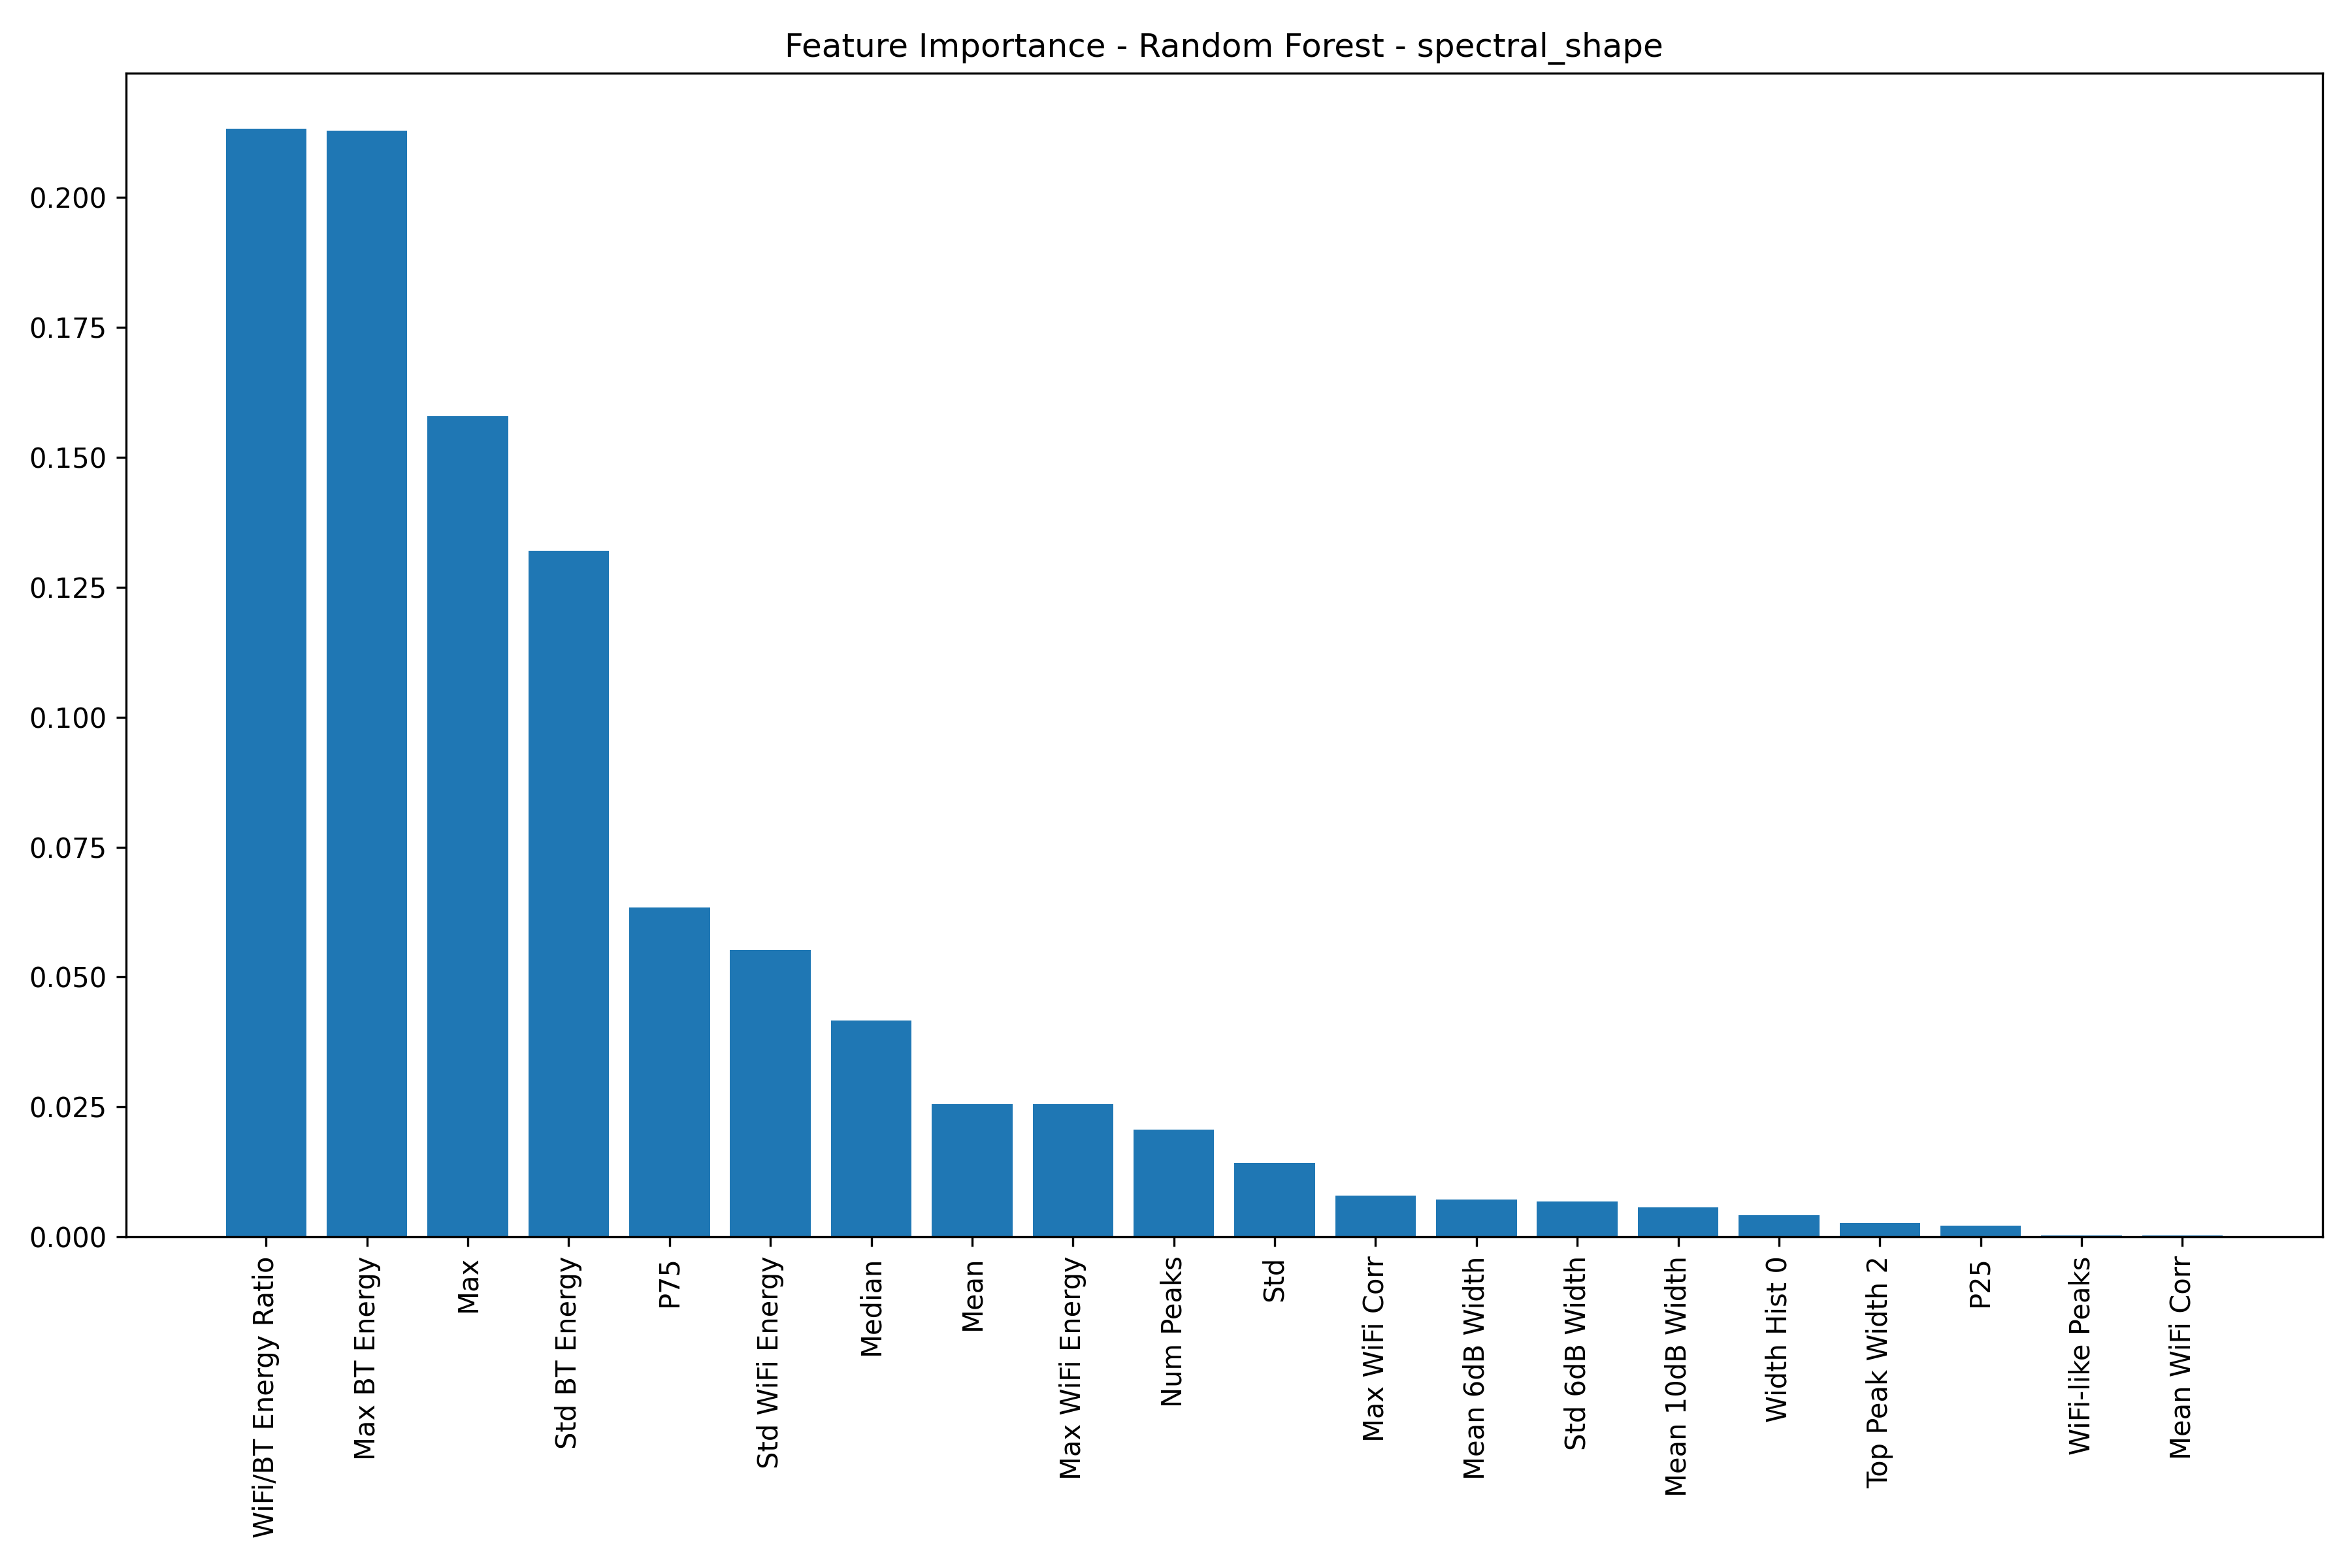 Feature Importance - Random Forest - spectral_shape
0.200
0.175
0.150
0.125
0.100
0.075
0.050
0.025
0.000
WiFi/BT Energy Ratio
Max BT Energy
Max
Std BT Energy
P75
Std WiFi Energy
Median
Mean
Max WiFi Energy
Num Peaks
Std
Max WiFi Corr
Mean 6dB Width
Std 6dB Width
Mean 10dB Width
Width Hist 0
Top Peak Width 2
P25
WiFi-like Peaks
Mean WiFi Corr